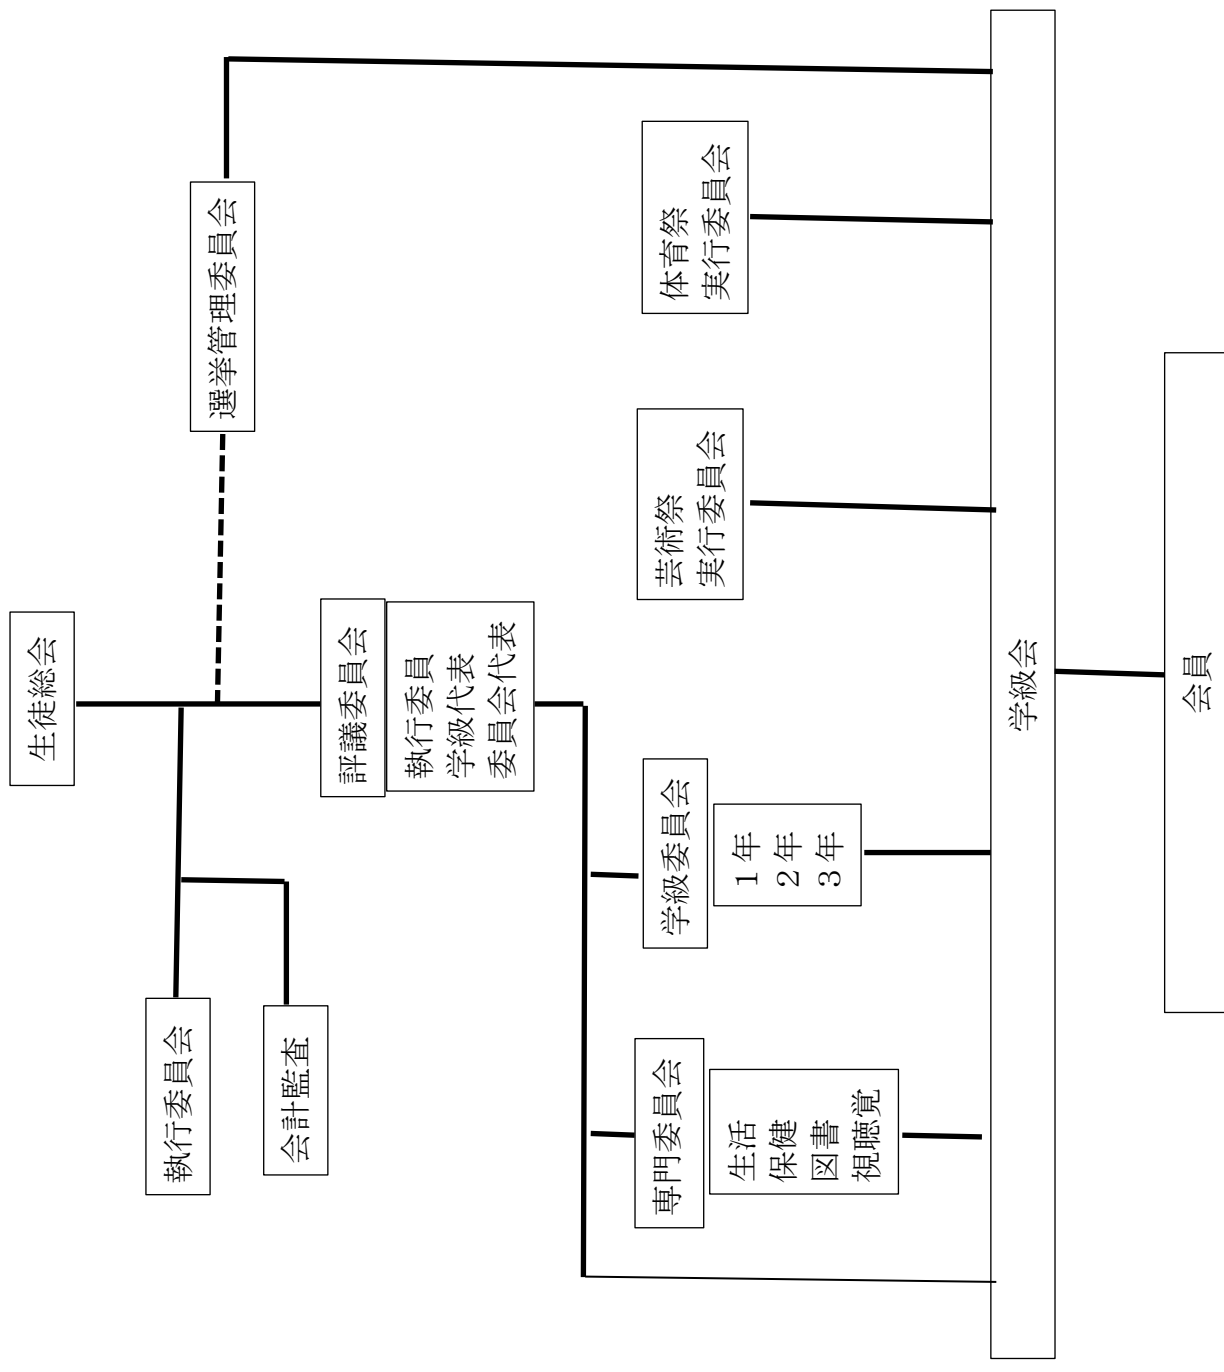 生徒総会
執行委員会
選挙管理委員会
会計監査
評議委員会
執行委員
学級代表
委員会代表
専門委員会
生活
保健
図書
視聴覚
学級委員会
1年
2年
3年
芸術祭
実行委員会
体育祭
実行委員会
学級会
会員